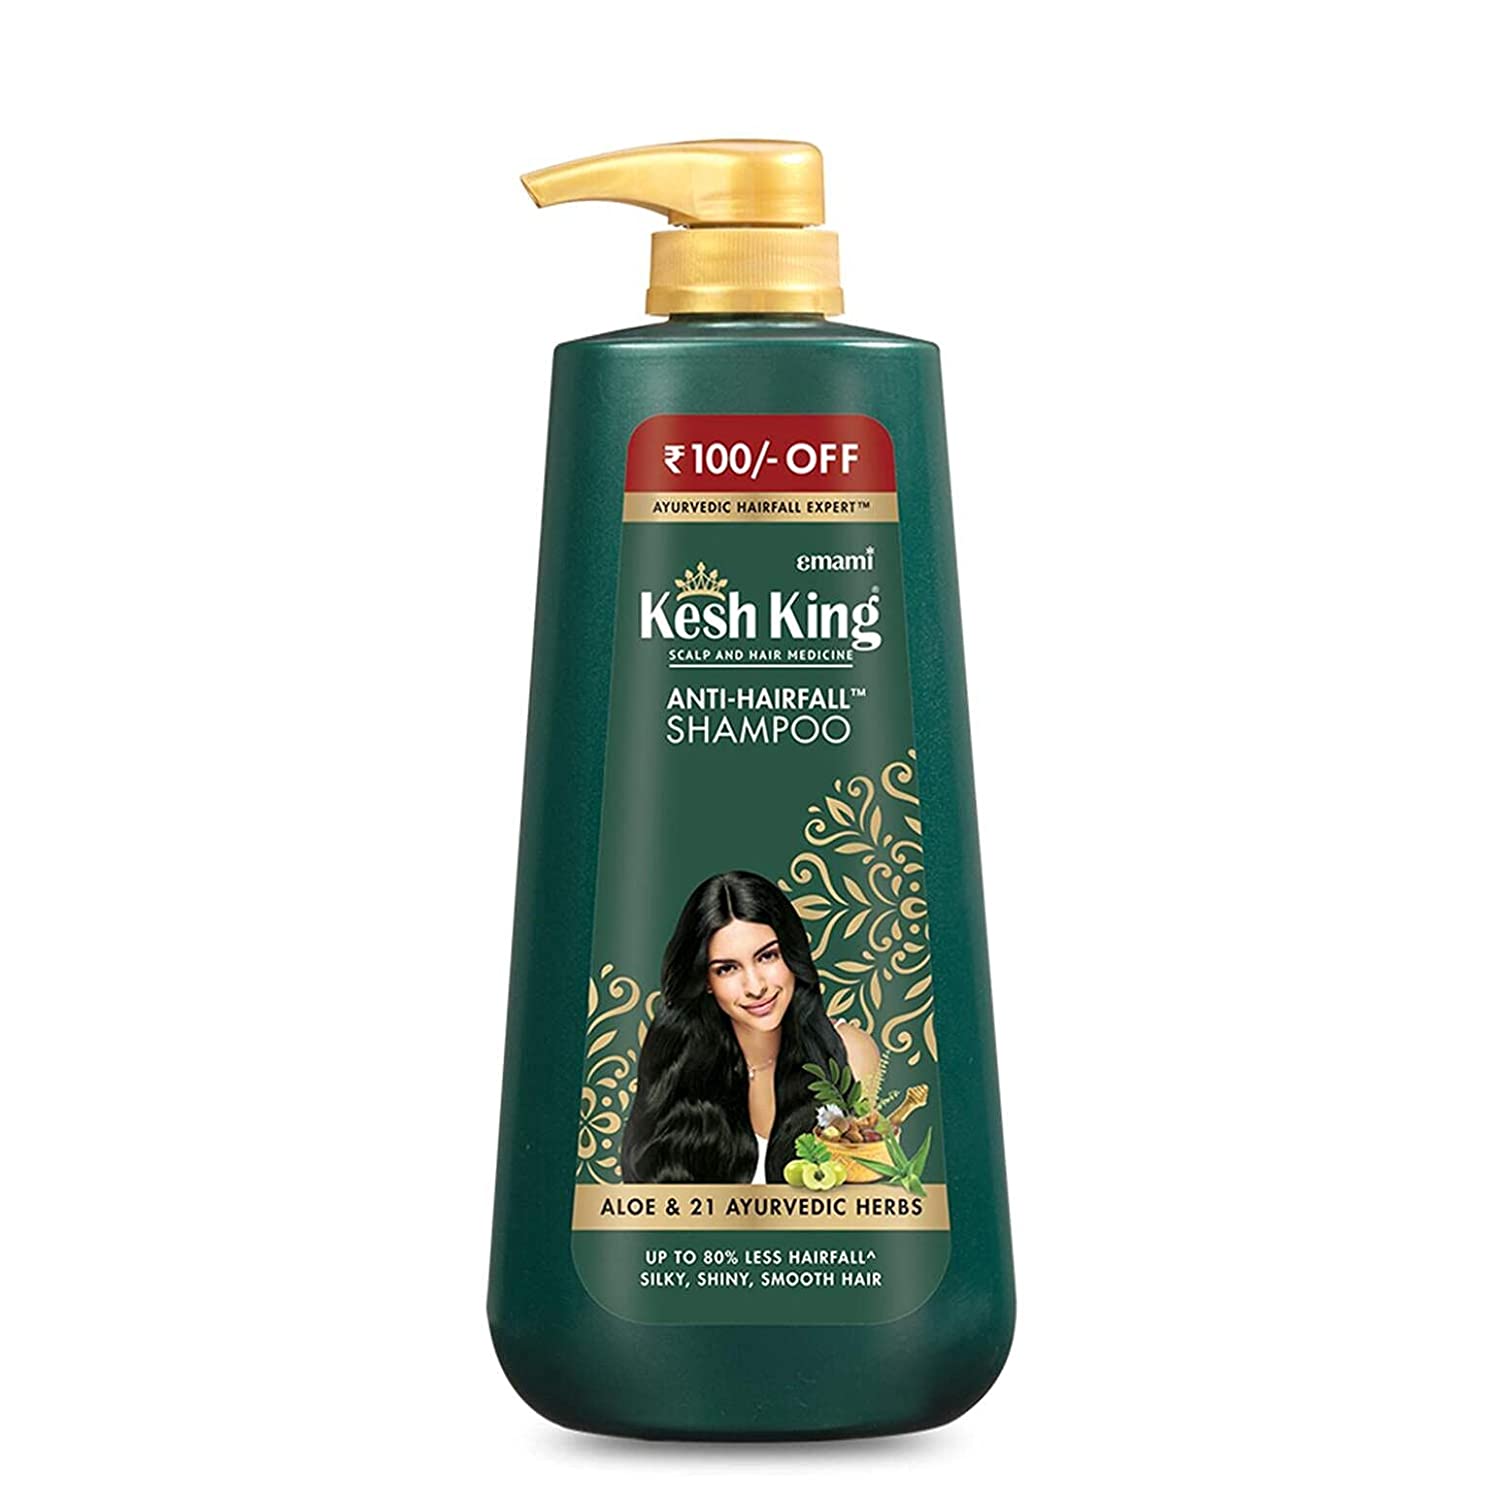 ₹100/- OFF
AYURVEDIC HAIRFALL EXPERT™
emami
Kesh King®
SCALP AND HAIR MEDICINE
ANTI-HAIRFALL™
SHAMPOO
ALOE & 21 AYURVEDIC HERBS
UP TO 80% LESS HAIRFALL^
SILKY, SHINY, SMOOTH HAIR